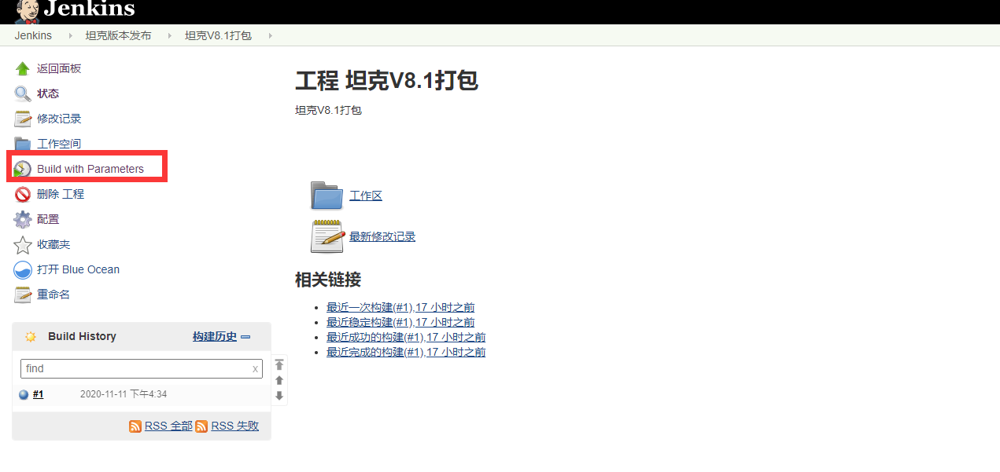 Jenkins
Jenkins 坦克版本发布 坦克V8.1打包
返回面板
状态
修改记录
工作空间
Build with Parameters
删除 工程
配置
收藏夹
打开 Blue Ocean
重命名
Build History 构建历史
find x
#1 2020-11-11 下午4:34
RSS 全部 RSS 失败
工程 坦克V8.1打包
坦克V8.1打包
工作区
最新修改记录
相关链接
最近一次构建(#1),17 小时之前
最近稳定构建(#1),17 小时之前
最近成功的构建(#1),17 小时之前
最近完成的构建(#1),17 小时之前